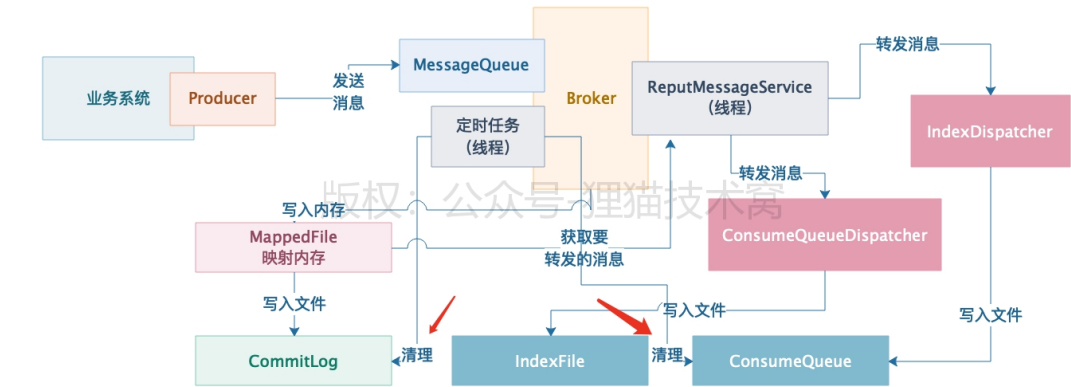 业务系统
Producer
发送
消息
MessageQueue
Broker
定时任务
（线程）
ReputMessageService
（线程）
转发消息
IndexDispatcher
转发消息
版权：公众号-狸猫技术窝
写入内存
MappedFile
映射内存
获取要
转发的消息
ConsumeQueueDispatcher
写入文件
写入文件
写入文件
CommitLog
清理
IndexFile
清理
ConsumeQueue